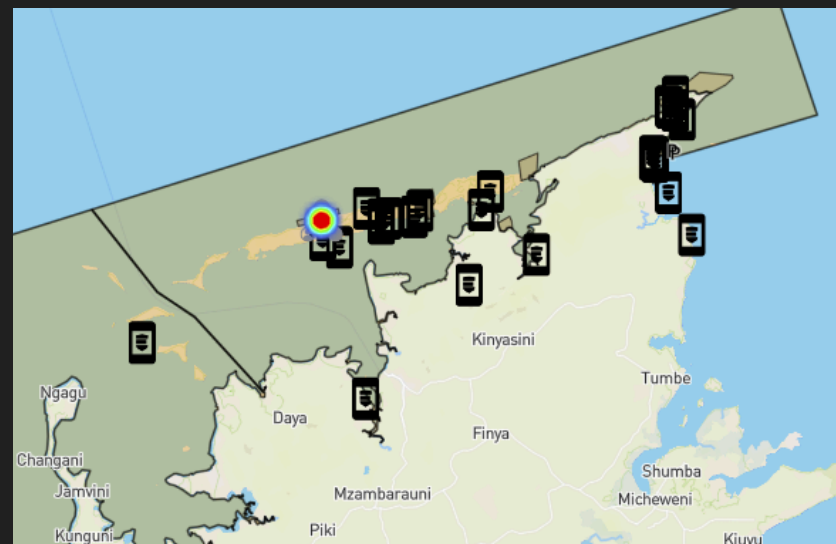 P
Kinyasini
Ngagu
Tumbe
Daya
Finya
Changani
Shumba
Jamvini
Mzambarauni
Micheweni
Piki
Kunguni
Kiuyu